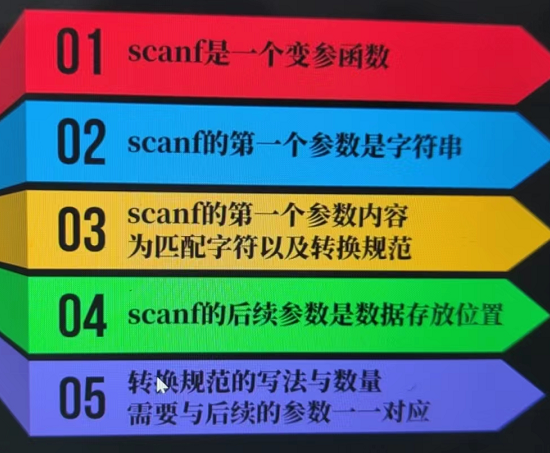 01 scanf是一个变参函数
02 scanf的第一个参数是字符串
03 scanf的第一个参数内容
为匹配字符以及转换规范
04 scanf的后续参数是数据存放位置
05 转换规范的写法与数量
需要与后续的参数一一对应